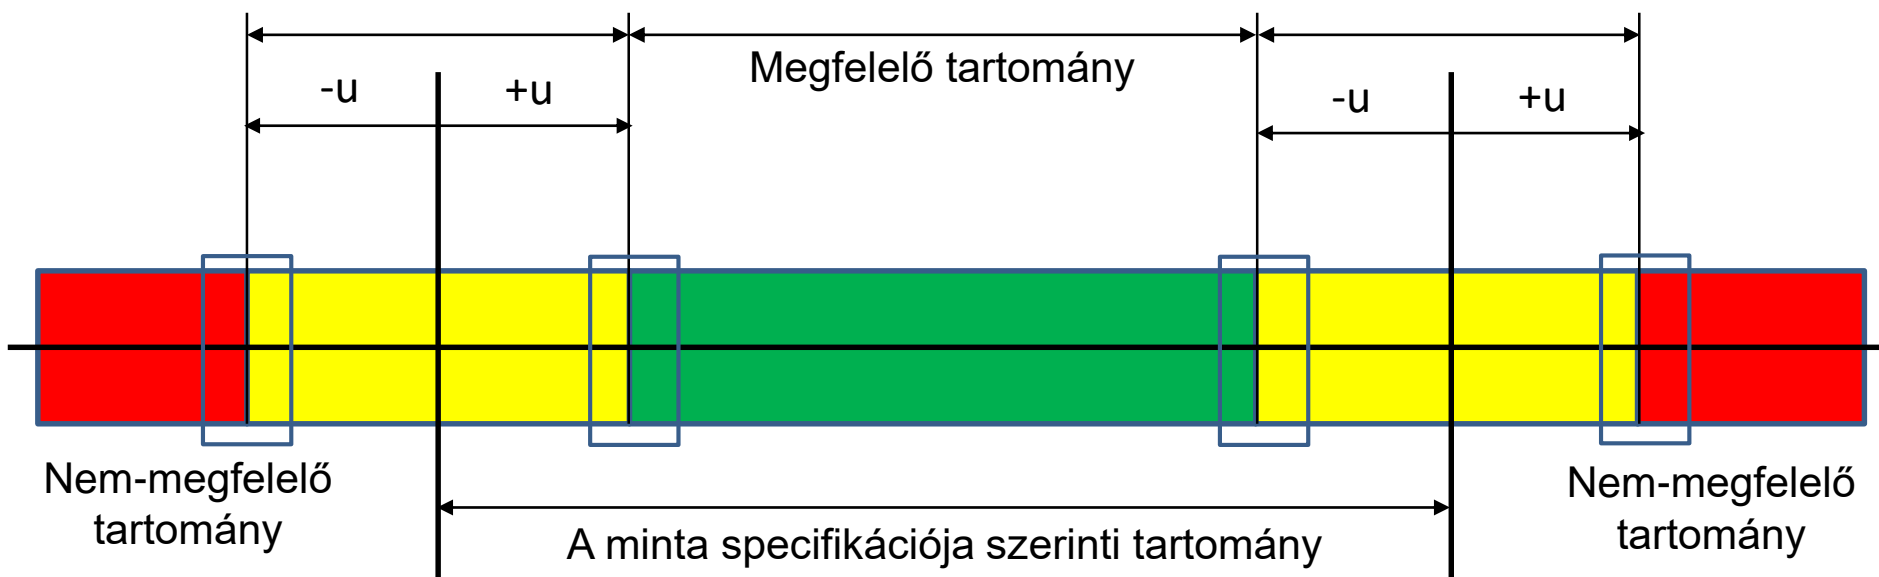 Megfelelő tartomány
-u
+u
-u
+u
Nem-megfelelő
tartomány
A minta specifikációja szerinti tartomány
Nem-megfelelő
tartomány